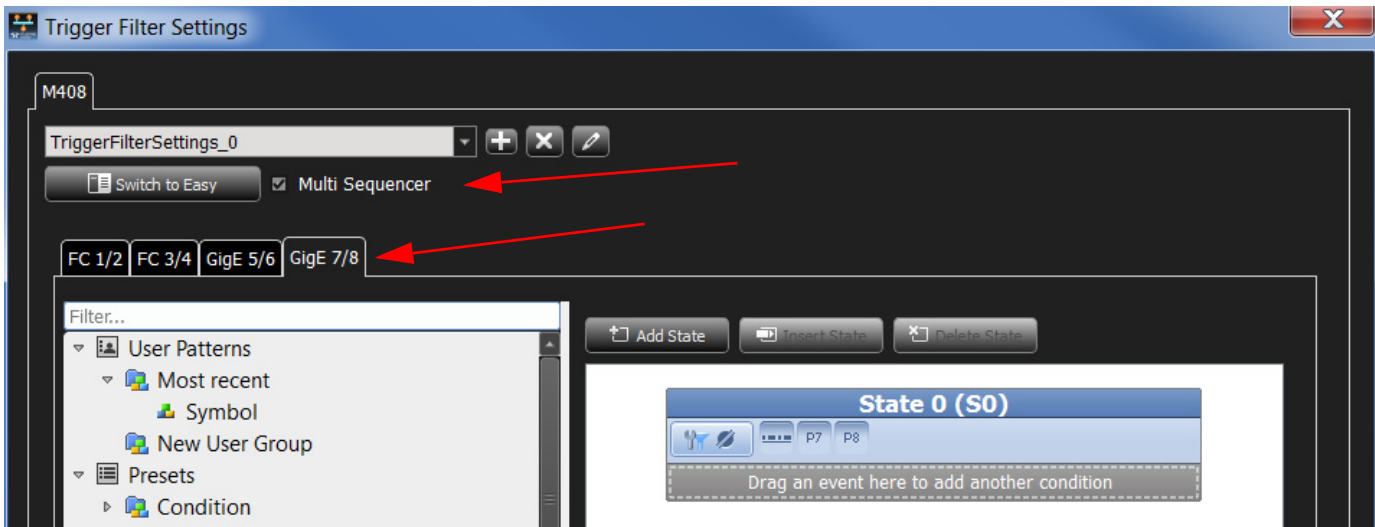 Trigger Filter Settings
X
M408
TriggerFilterSettings_0
Switch to Easy
Multi Sequencer
FC 1/2 FC 3/4 GigE 5/6 GigE 7/8
Filter...
User Patterns
Most recent
Symbol
New User Group
Presets
Condition
Add State Insert State Delete State
State 0 (S0)
P7 P8
Drag an event here to add another condition